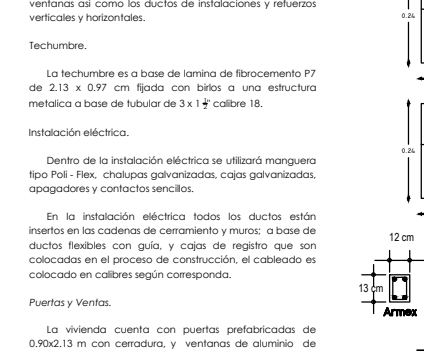 ventanas asi como los ductos de instalaciones y refuerzos
verticales y horizontales.
Techumbre.
La techumbre es a base de lamina de fibrocemento P7
de 2.13 x 0.97 cm fijada con birlos a una estructura
metalica a base de tubular de 3 x 1 ½" calibre 18.
Instalación eléctrica.
Dentro de la instalación eléctrica se utilizará manguera
tipo Poli - Flex, chalupas galvanizadas, cajas galvanizadas,
apagadores y contactos sencillos.
En la instalación eléctrica todos los ductos están
insertos en las cadenas de cerramiento y muros; a base de
ductos flexibles con guía, y cajas de registro que son
colocadas en el proceso de construcción, el cableado es
colocado en calibres según corresponda.
Puertas y Ventas.
La vivienda cuenta con puertas prefabricadas de
0.90x2.13 m con cerradura, y ventanas de aluminio de
0.24
0.24
12 cm
13 cm
Armex